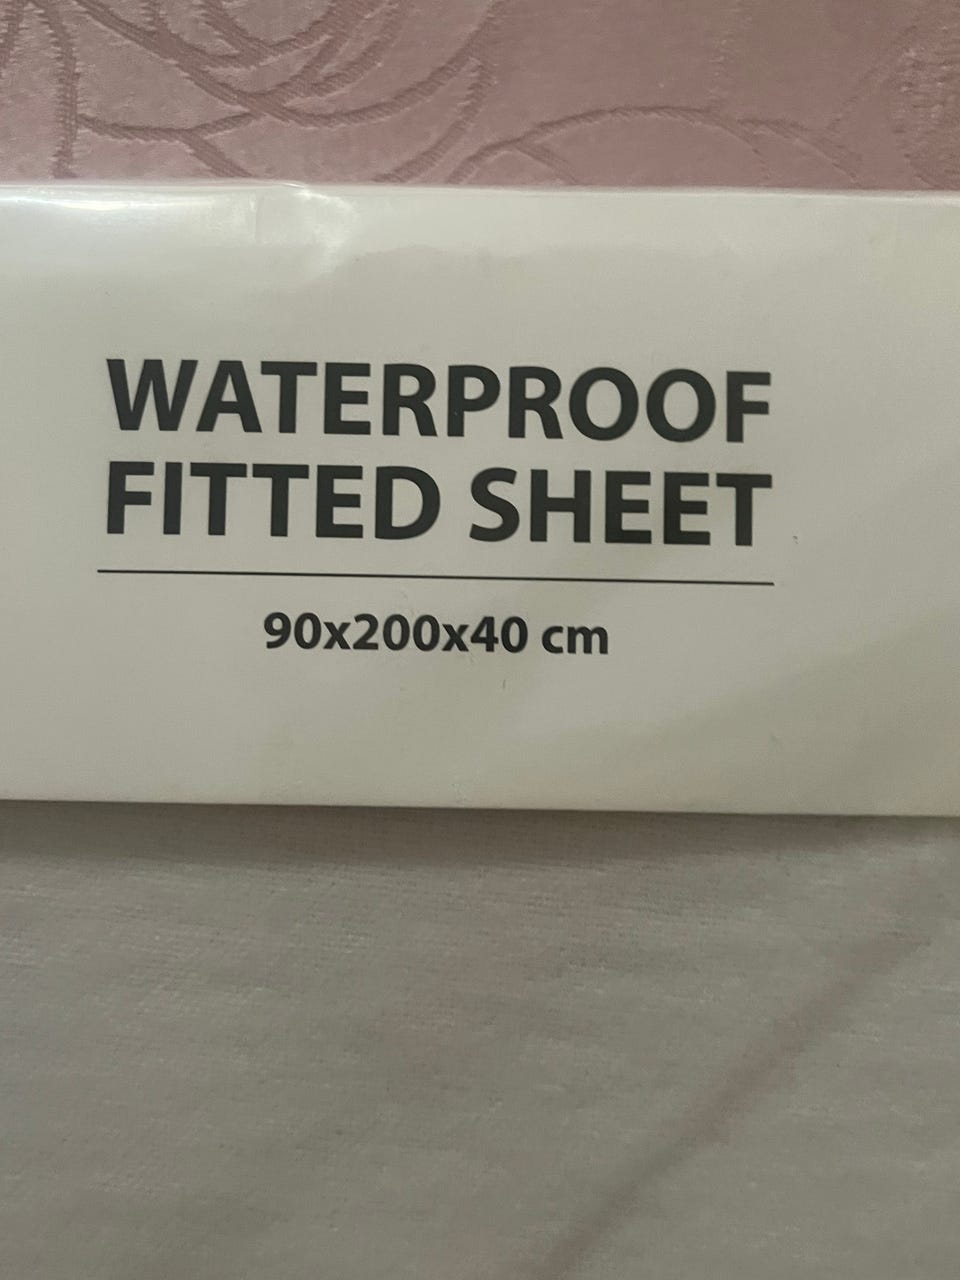 WATERPROOF
FITTED SHEET
90x200x40 cm